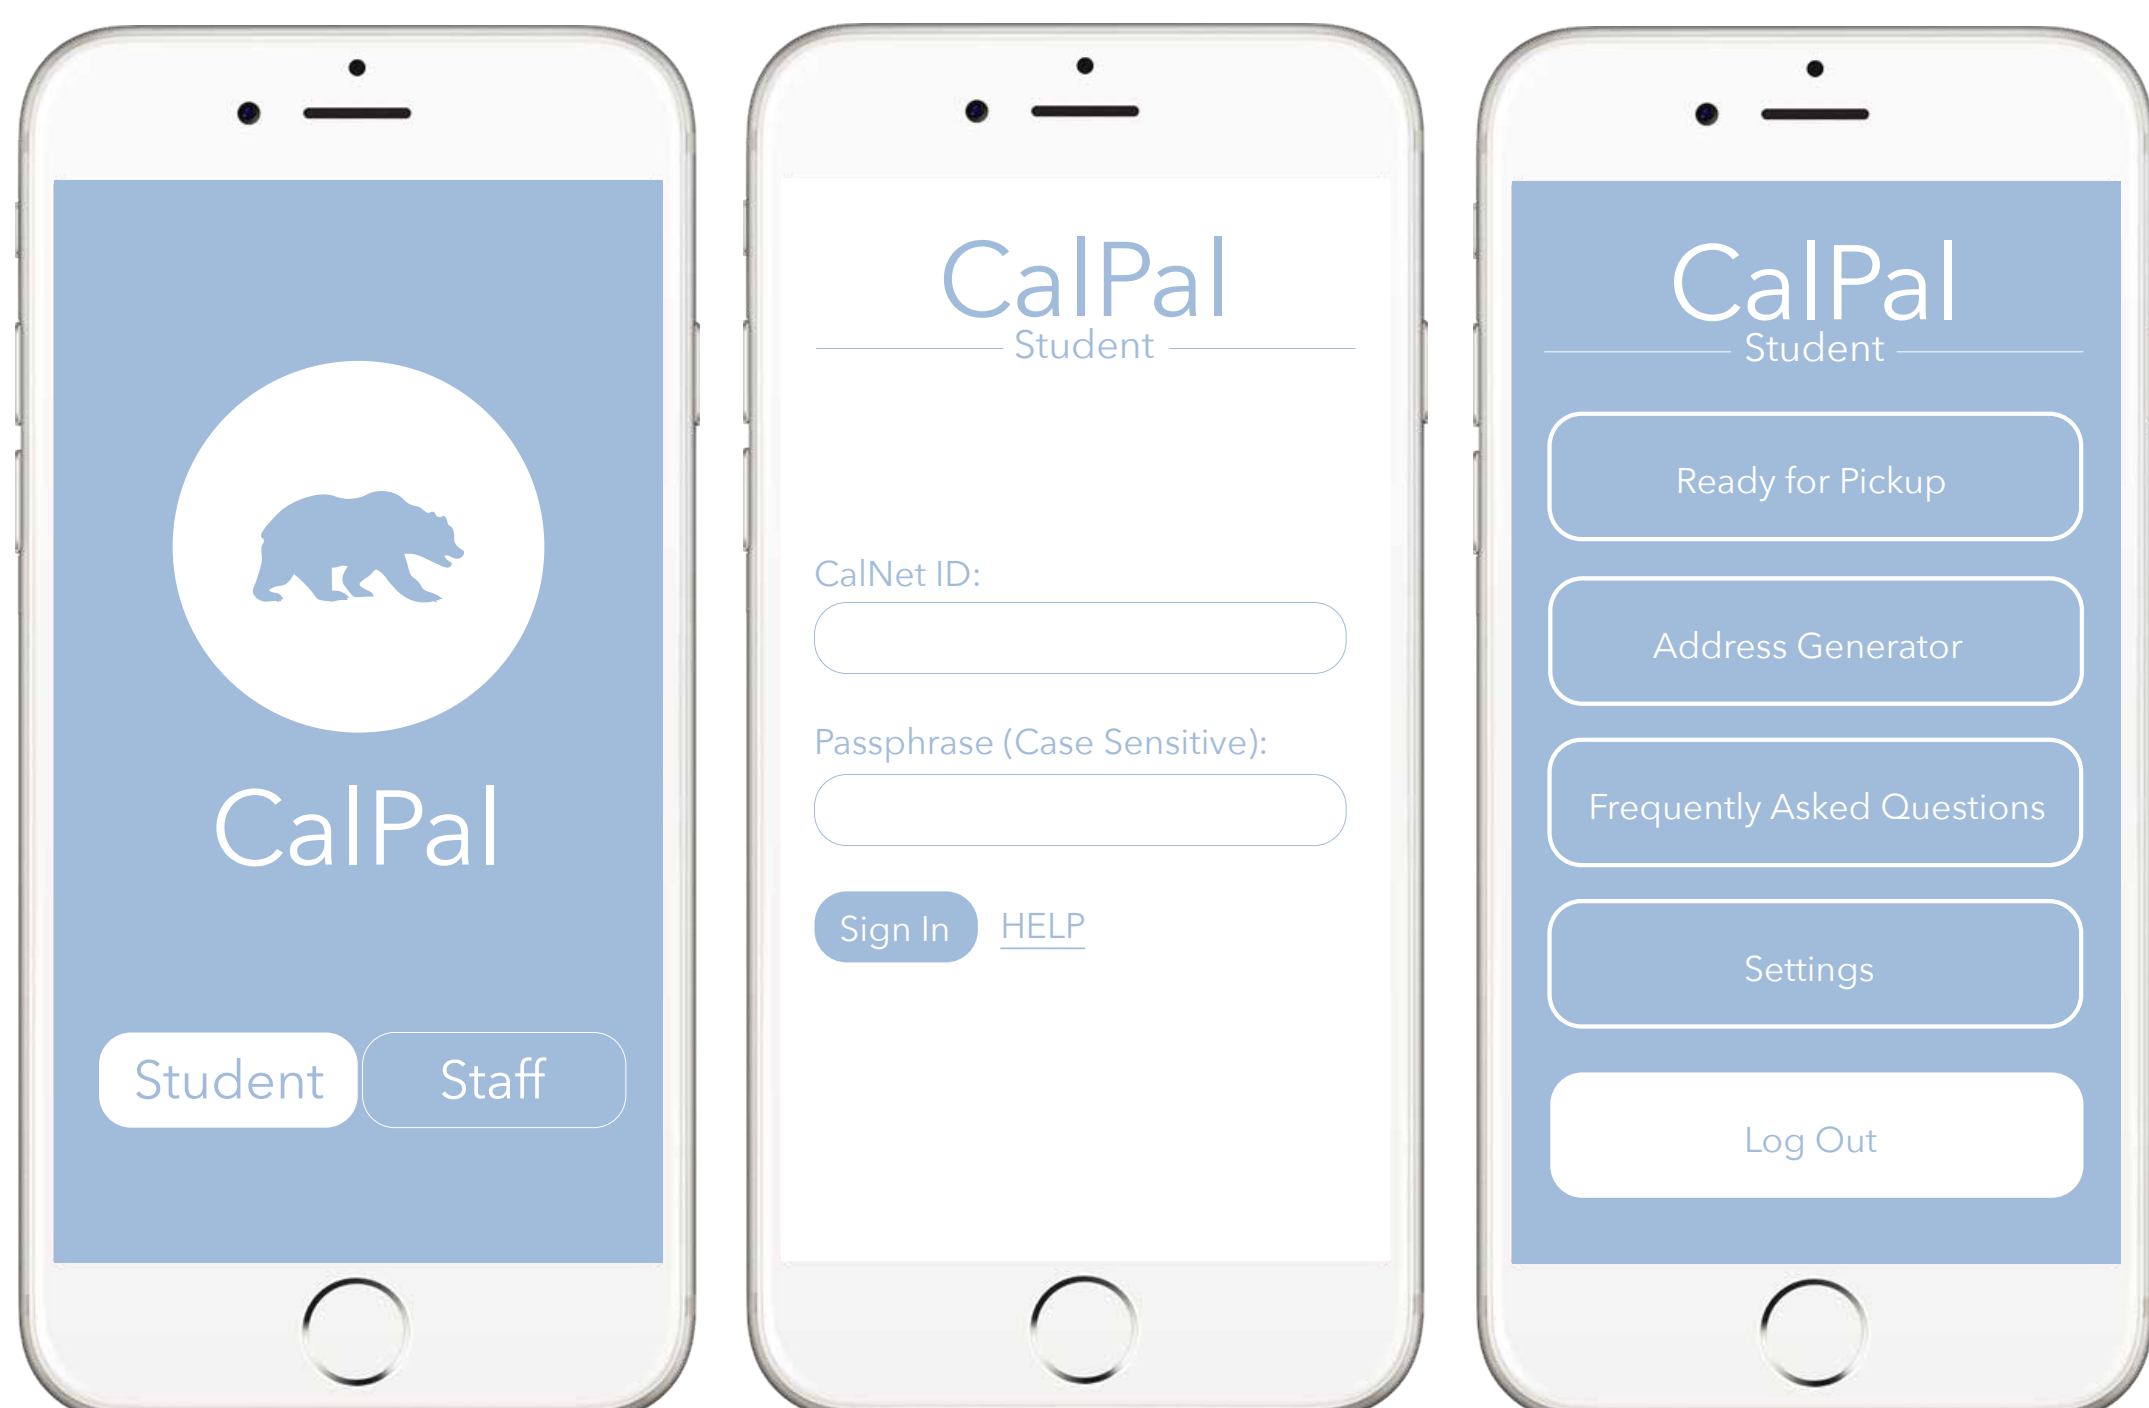 CalPal
Student
Staff
CalPal
Student
CalNet ID:
Passphrase (Case Sensitive):
Sign In
HELP
CalPal
Student
Ready for Pickup
Address Generator
Frequently Asked Questions
Settings
Log Out